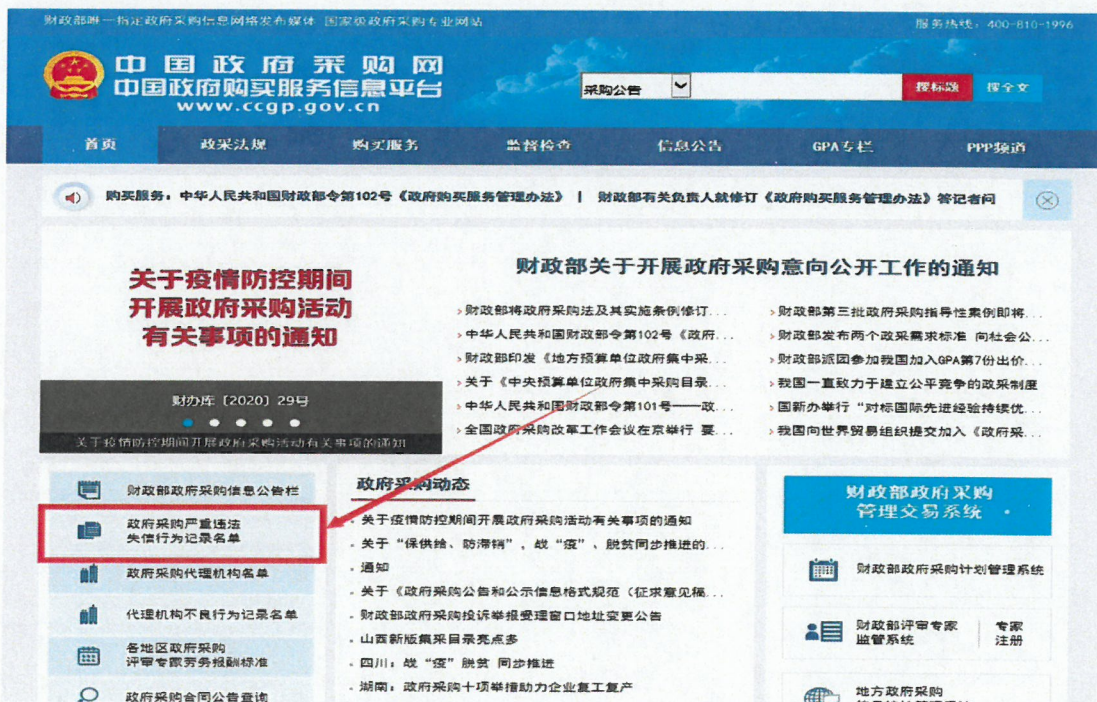 财政部唯一指定政府采购信息网络发布媒体 国家级政府采购专业网站
服务热线：400-810-1996
中国政府采购网
中国政府购买服务信息平台
www.ccgp.gov.cn
采购公告
搜标题
搜全文
首页
政采法规
购买服务
监督检查
信息公告
GPA专栏
PPP频道
购买服务：中华人民共和国财政部令第102号《政府购买服务管理办法》 | 财政部有关负责人就修订《政府购买服务管理办法》答记者问
关于疫情防控期间
开展政府采购活动
有关事项的通知
财办库〔2020〕29号
关于疫情防控期间开展政府采购活动有关事项的通知
财政部关于开展政府采购意向公开工作的通知
财政部将政府采购法及其实施条例修订...
中华人民共和国财政部令第102号《政府...
财政部印发《地方预算单位政府集中采...
关于《中央预算单位政府集中采购目录...
中华人民共和国财政部令第101号——政...
全国政府采购改革工作会议在京举行 要...
财政部第三批政府采购指导性案例即将...
财政部发布两个政采需求标准 向社会公...
财政部派团参加我国加入GPA第7份出价...
我国一直致力于建立公平竞争的政采制度
国新办举行“对标国际先进经验持续优...
我国向世界贸易组织提交加入《政府采...
财政部政府采购信息公告栏
政府采购严重违法
失信行为记录名单
政府采购代理机构名单
代理机构不良行为记录名单
各地区政府采购
评审专家劳务报酬标准
政府采购合同公告查询
政府采购动态
关于疫情防控期间开展政府采购活动有关事项的通知
关于“保供给、防滞销”，战“疫”、脱贫同步推进的...
通知
关于《政府采购公告和公示信息格式规范（征求意见稿...
财政部政府采购投诉举报受理窗口地址变更公告
山西新版集采目录亮点多
四川：战“疫”脱贫 同步推进
湖南：政府采购十项举措助力企业复工复产
财政部政府采购
管理交易系统
财政部政府采购计划管理系统
财政部评审专家
监管系统
专家
注册
地方政府采购